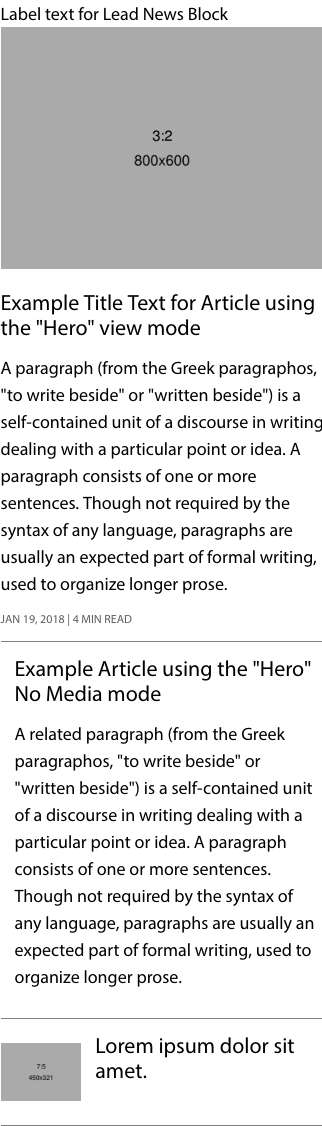 Label text for Lead News Block
3:2
800x600
Example Title Text for Article using
the "Hero" view mode
A paragraph (from the Greek paragraphos,
"to write beside" or "written beside") is a
self-contained unit of a discourse in writing
dealing with a particular point or idea. A
paragraph consists of one or more
sentences. Though not required by the
syntax of any language, paragraphs are
usually an expected part of formal writing,
used to organize longer prose.
JAN 19, 2018 | 4 MIN READ
Example Article using the "Hero"
No Media mode
A related paragraph (from the Greek
paragraphos, "to write beside" or
"written beside") is a self-contained unit
of a discourse in writing dealing with a
particular point or idea. A paragraph
consists of one or more sentences.
Though not required by the syntax of
any language, paragraphs are usually an
expected part of formal writing, used to
organize longer prose.
7:5
450x321
Lorem ipsum dolor sit
amet.